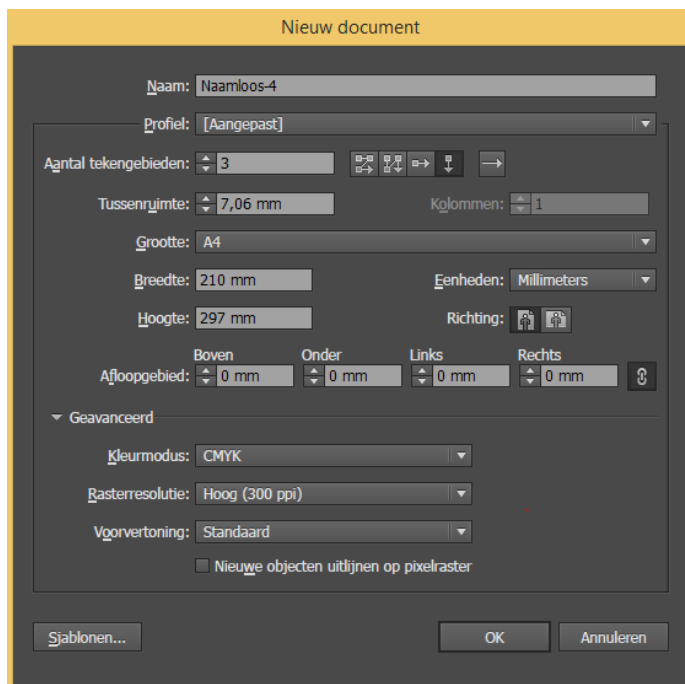 Nieuw document
Naam: Naamloos-4
Profiel: [Aangepast]
Aantal tekengebieden: 3
Tussenruimte: 7,06 mm Kolommen: 1
Grootte: A4
Breedte: 210 mm Eenheden: Millimeters
Hoogte: 297 mm Richting:
Boven Onder Links Rechts
Afloopgebied: 0 mm 0 mm 0 mm 0 mm
Geavanceerd
Kleurmodus: CMYK
Rasterresolutie: Hoog (300 ppi)
Voorvertoning: Standaard
Nieuwe objecten uitlijnen op pixelraster
Sjablonen... OK Annuleren